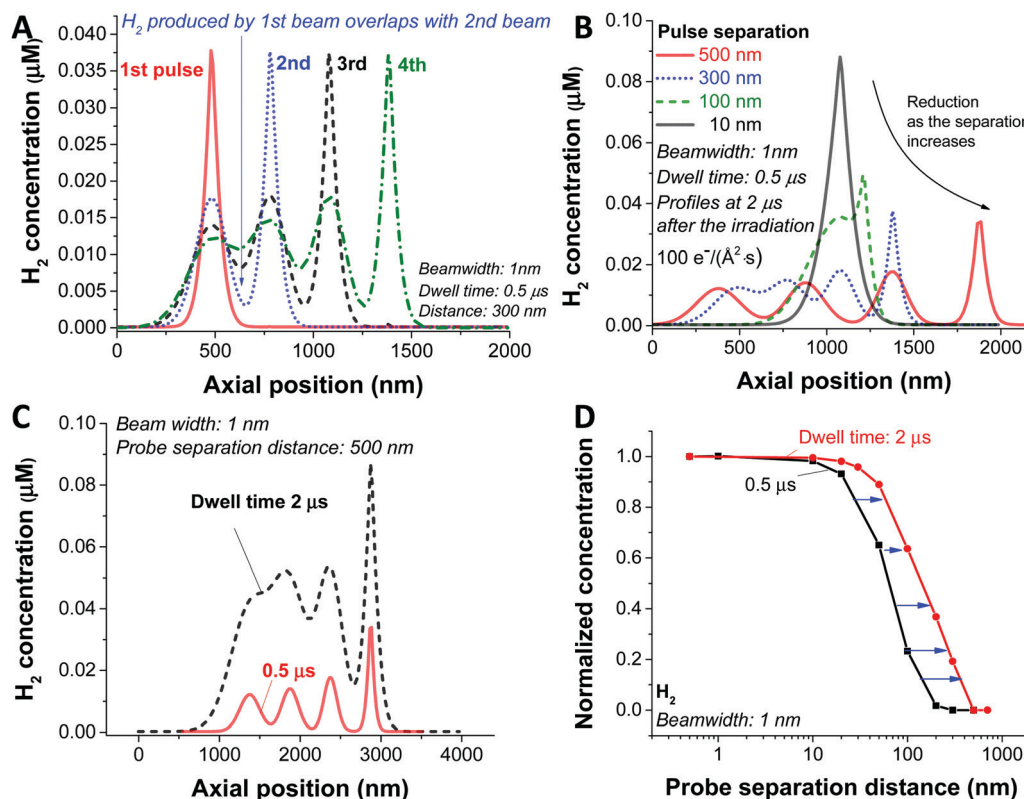 A
H₂ produced by 1st beam overlaps with 2nd beam
1st pulse
2nd
3rd
4th
Beamwidth: 1nm
Dwell time: 0.5 μs
Distance: 300 nm
H₂ concentration (μM)
0.040
0.035
0.030
0.025
0.020
0.015
0.010
0.005
0.000
0
500
1000
1500
2000
Axial position (nm)
B
Pulse separation
500 nm
300 nm
100 nm
10 nm
Beamwidth: 1nm
Dwell time: 0.5 μs
Profiles at 2 μs
after the irradiation
100 e⁻/(Å²·s)
Reduction
as the separation
increases
H₂ concentration (μM)
0.10
0.08
0.06
0.04
0.02
0.00
0
500
1000
1500
2000
Axial position (nm)
C
Beam width: 1 nm
Probe separation distance: 500 nm
Dwell time 2 μs
0.5 μs
H₂ concentration (μM)
0.10
0.08
0.06
0.04
0.02
0.00
0
1000
2000
3000
4000
Axial position (nm)
D
Dwell time: 2 μs
0.5 μs
H₂
Beamwidth: 1 nm
Normalized concentration
1.0
0.8
0.6
0.4
0.2
0.0
1
10
100
1000
Probe separation distance (nm)